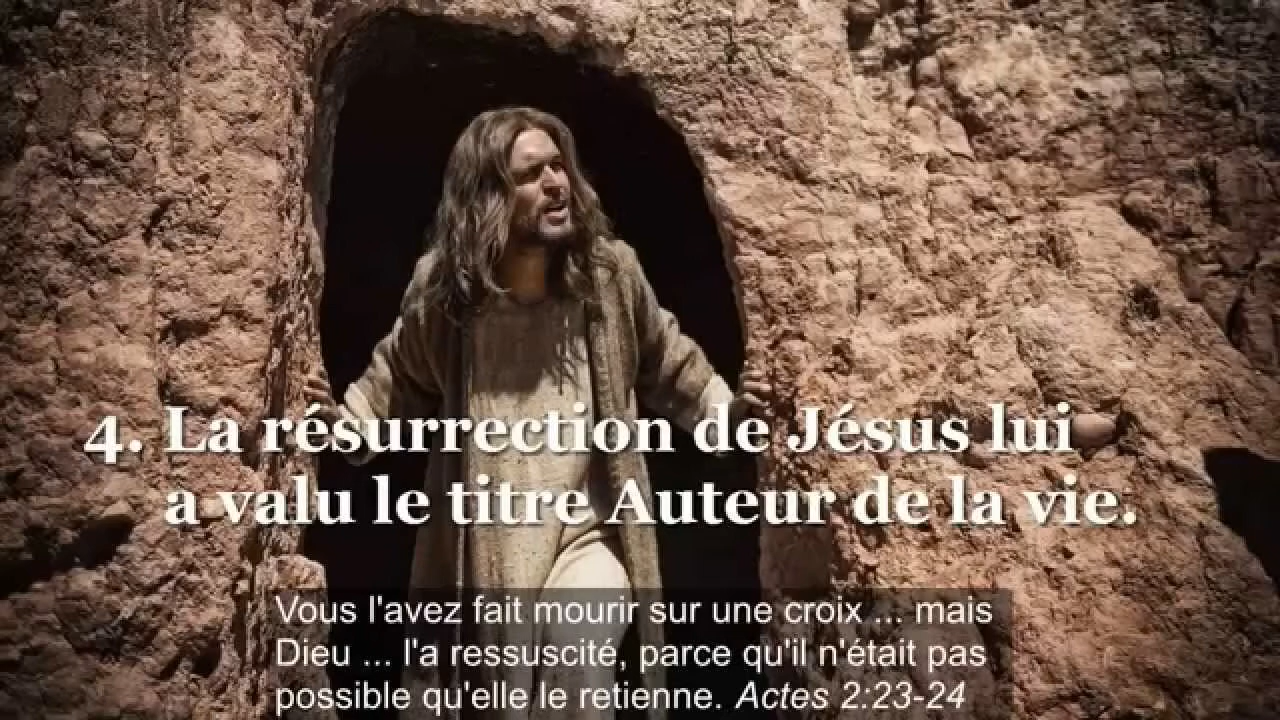 4. La résurrection de Jésus lui
a valu le titre Auteur de la vie.
Vous l'avez fait mourir sur une croix ... mais
Dieu ... l'a ressuscité, parce qu'il n'était pas
possible qu'elle le retienne. Actes 2:23-24